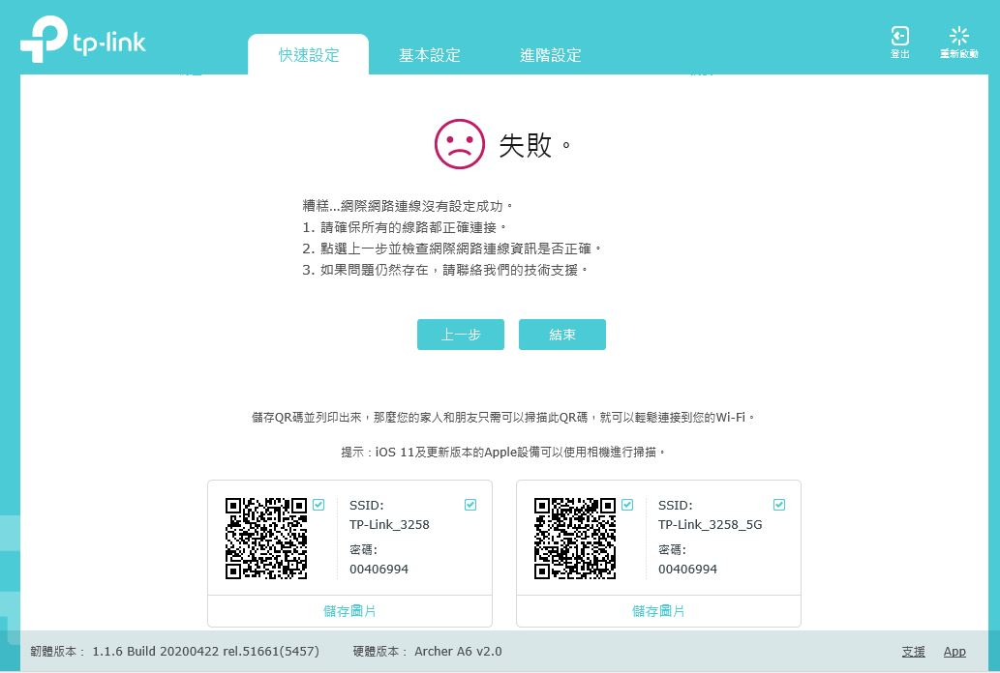 tp-link
快速設定
基本設定
進階設定
登出
重新啟動
失敗。
糟糕...網際網路連線沒有設定成功。
1. 請確保所有的線路都正確連接。
2. 點選上一步並檢查網際網路連線資訊是否正確。
3. 如果問題仍然存在，請聯絡我們的技術支援。
上一步
結束
儲存QR碼並列印出來，那麼您的家人和朋友只需可以掃描此QR碼，就可以輕鬆連接到您的Wi-Fi。
提示：iOS 11及更新版本的Apple設備可以使用相機進行掃描。
SSID:
TP-Link_3258
密碼:
00406994
儲存圖片
SSID:
TP-Link_3258_5G
密碼:
00406994
儲存圖片
韌體版本： 1.1.6 Build 20200422 rel.51661(5457)
硬體版本： Archer A6 v2.0
支援
App